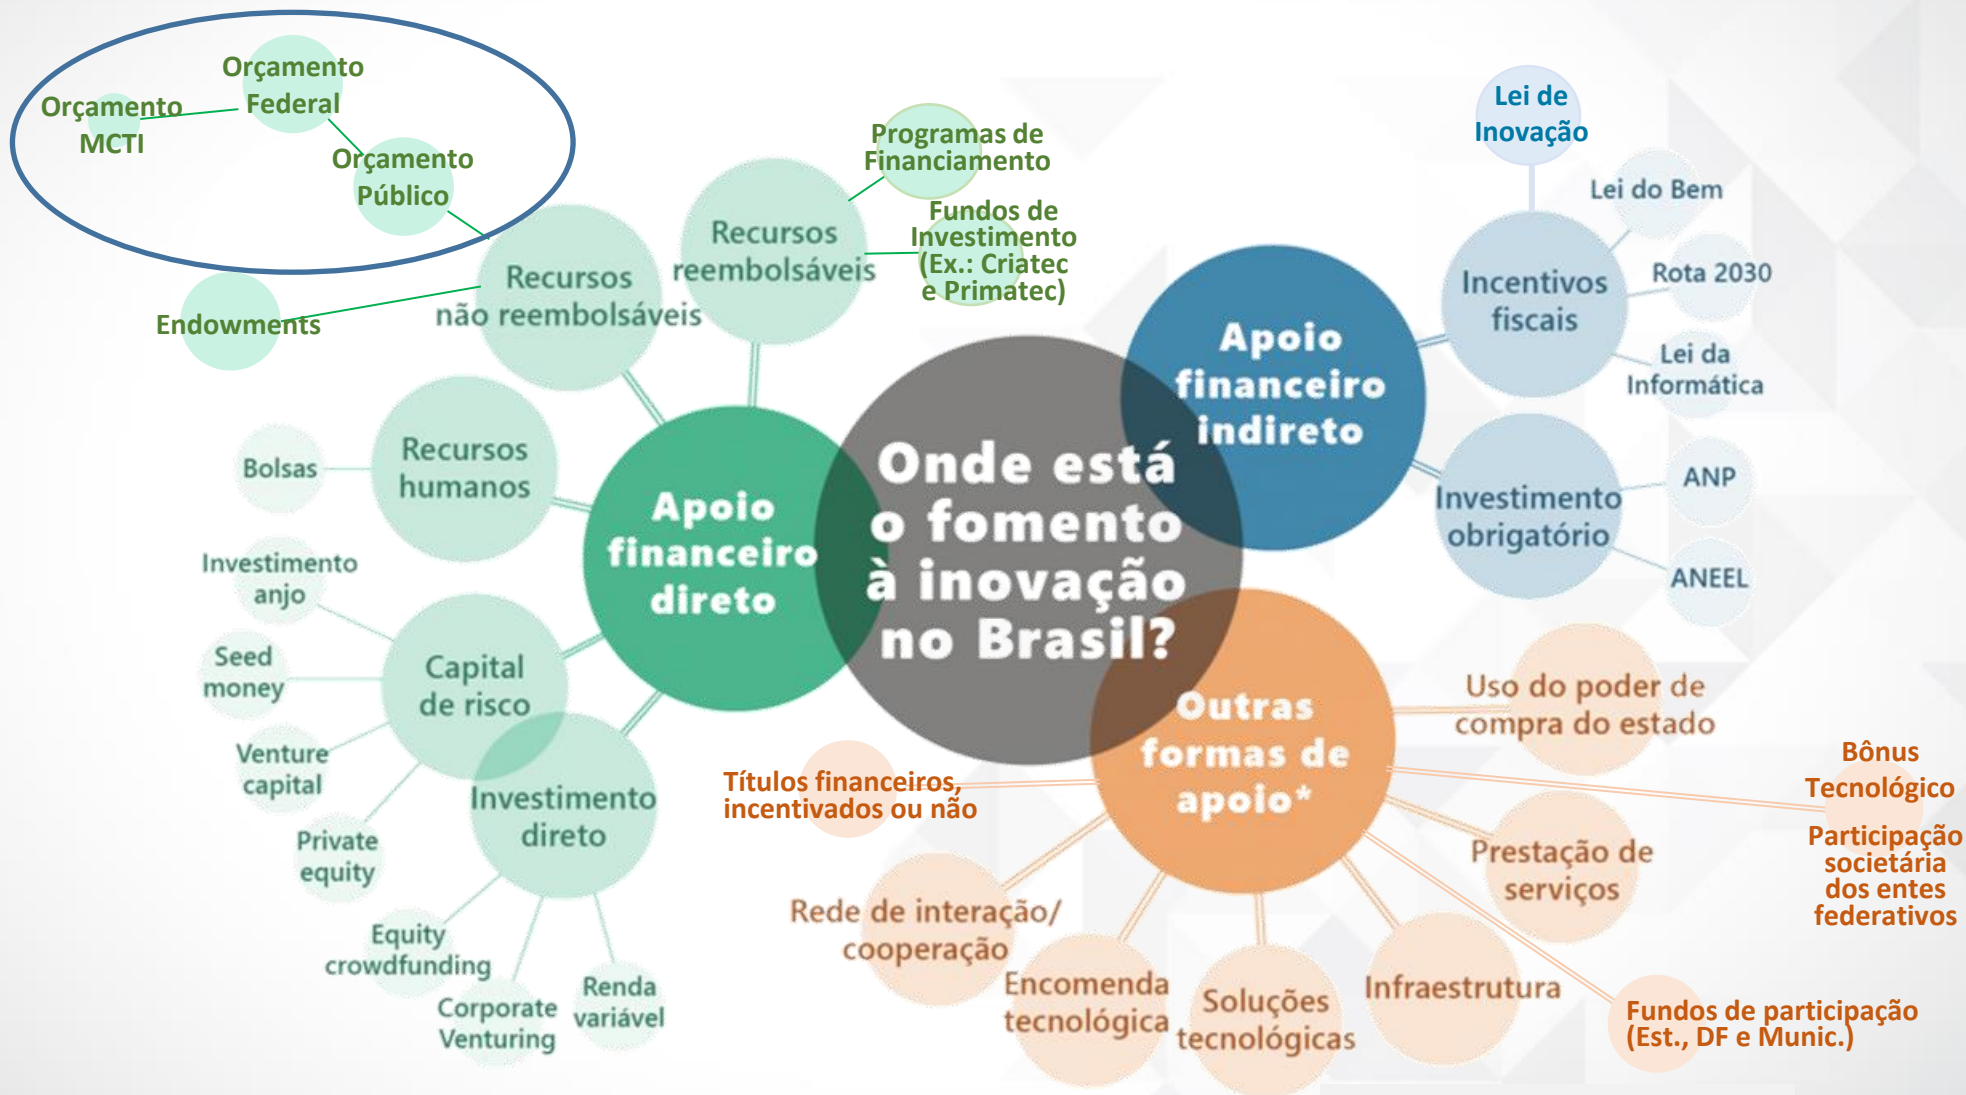 Orçamento
Federal
Orçamento
MCTI
Orçamento
Público
Endowments
Recursos
não reembolsáveis
Recursos
reembolsáveis
Programas de
Financiamento
Fundos de
Investimento
(Ex.: Criatec
e Primatec)
Recursos
humanos
Bolsas
Apoio
financeiro
direto
Investimento
anjo
Seed
money
Venture
capital
Private
equity
Capital
de risco
Investimento
direto
Equity
crowdfunding
Corporate
Venturing
Renda
variável
Onde está
o fomento
à inovação
no Brasil?
Apoio
financeiro
indireto
Lei de
Inovação
Lei do Bem
Rota 2030
Lei da
Informática
Incentivos
fiscais
Investimento
obrigatório
ANP
ANEEL
Outras
formas de
apoio*
Uso do poder de
compra do estado
Bônus
Tecnológico
Participação
societária
dos entes
federativos
Prestação de
serviços
Fundos de participação
(Est., DF e Munic.)
Infraestrutura
Soluções
tecnológicas
Encomenda
tecnológica
Rede de interação/
cooperação
Títulos financeiros,
incentivados ou não